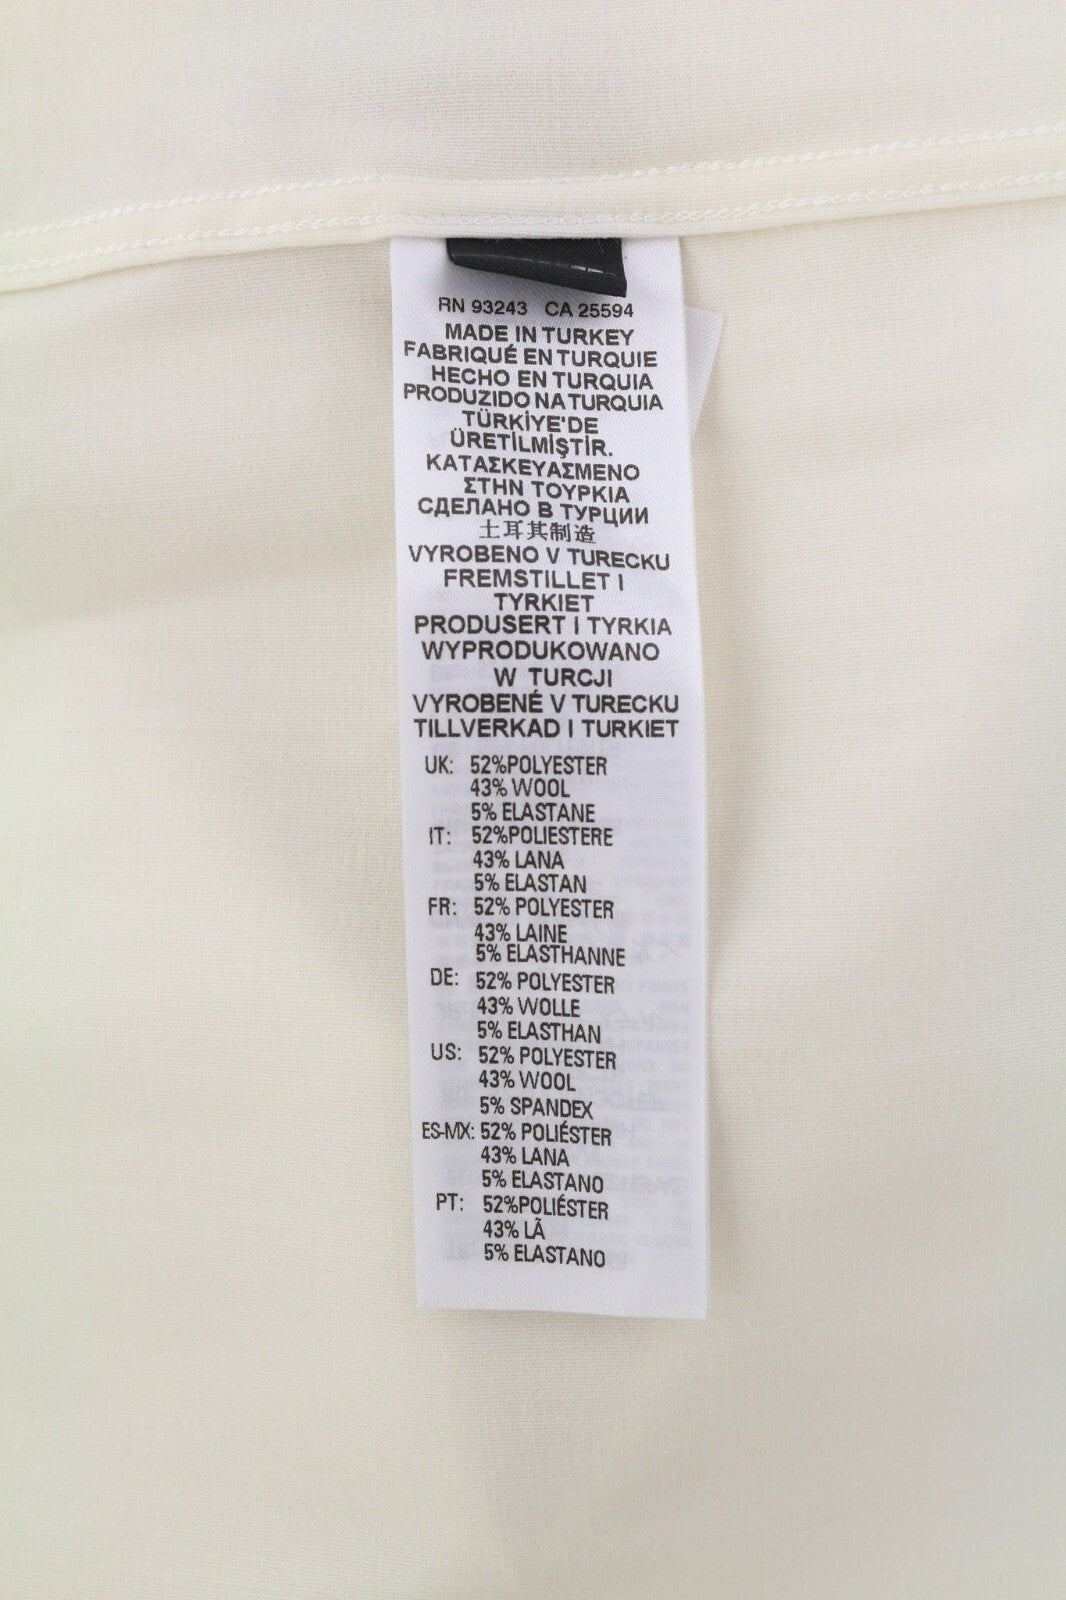 RN 93243 CA 25594
MADE IN TURKEY
FABRIQUÉ EN TURQUIE
HECHO EN TURQUIA
PRODUZIDO NA TURQUIA
TÜRKİYE'DE
ÜRETİLMİŞTİR.
ΚΑΤΑΣΚΕΥΑΣΜΕΝΟ
ΣΤΗΝ ΤΟΥΡΚΙΑ
СДЕЛАНО В ТУРЦИИ
土耳其制造
VYROBENO V TURECKU
FREMSTILLET I
TYRKIET
PRODUSERT I TYRKIA
WYPRODUKOWANO
W TURCJI
VYROBENÉ V TURECKU
TILLVERKAD I TURKIET
UK: 52%POLYESTER
43% WOOL
5% ELASTANE
IT: 52%POLIESTERE
43% LANA
5% ELASTAN
FR: 52% POLYESTER
43% LAINE
5% ELASTHANNE
DE: 52% POLYESTER
43% WOLLE
5% ELASTHAN
US: 52% POLYESTER
43% WOOL
5% SPANDEX
ES-MX: 52% POLIÉSTER
43% LANA
5% ELASTANO
PT: 52%POLIÉSTER
43% LÃ
5% ELASTANO